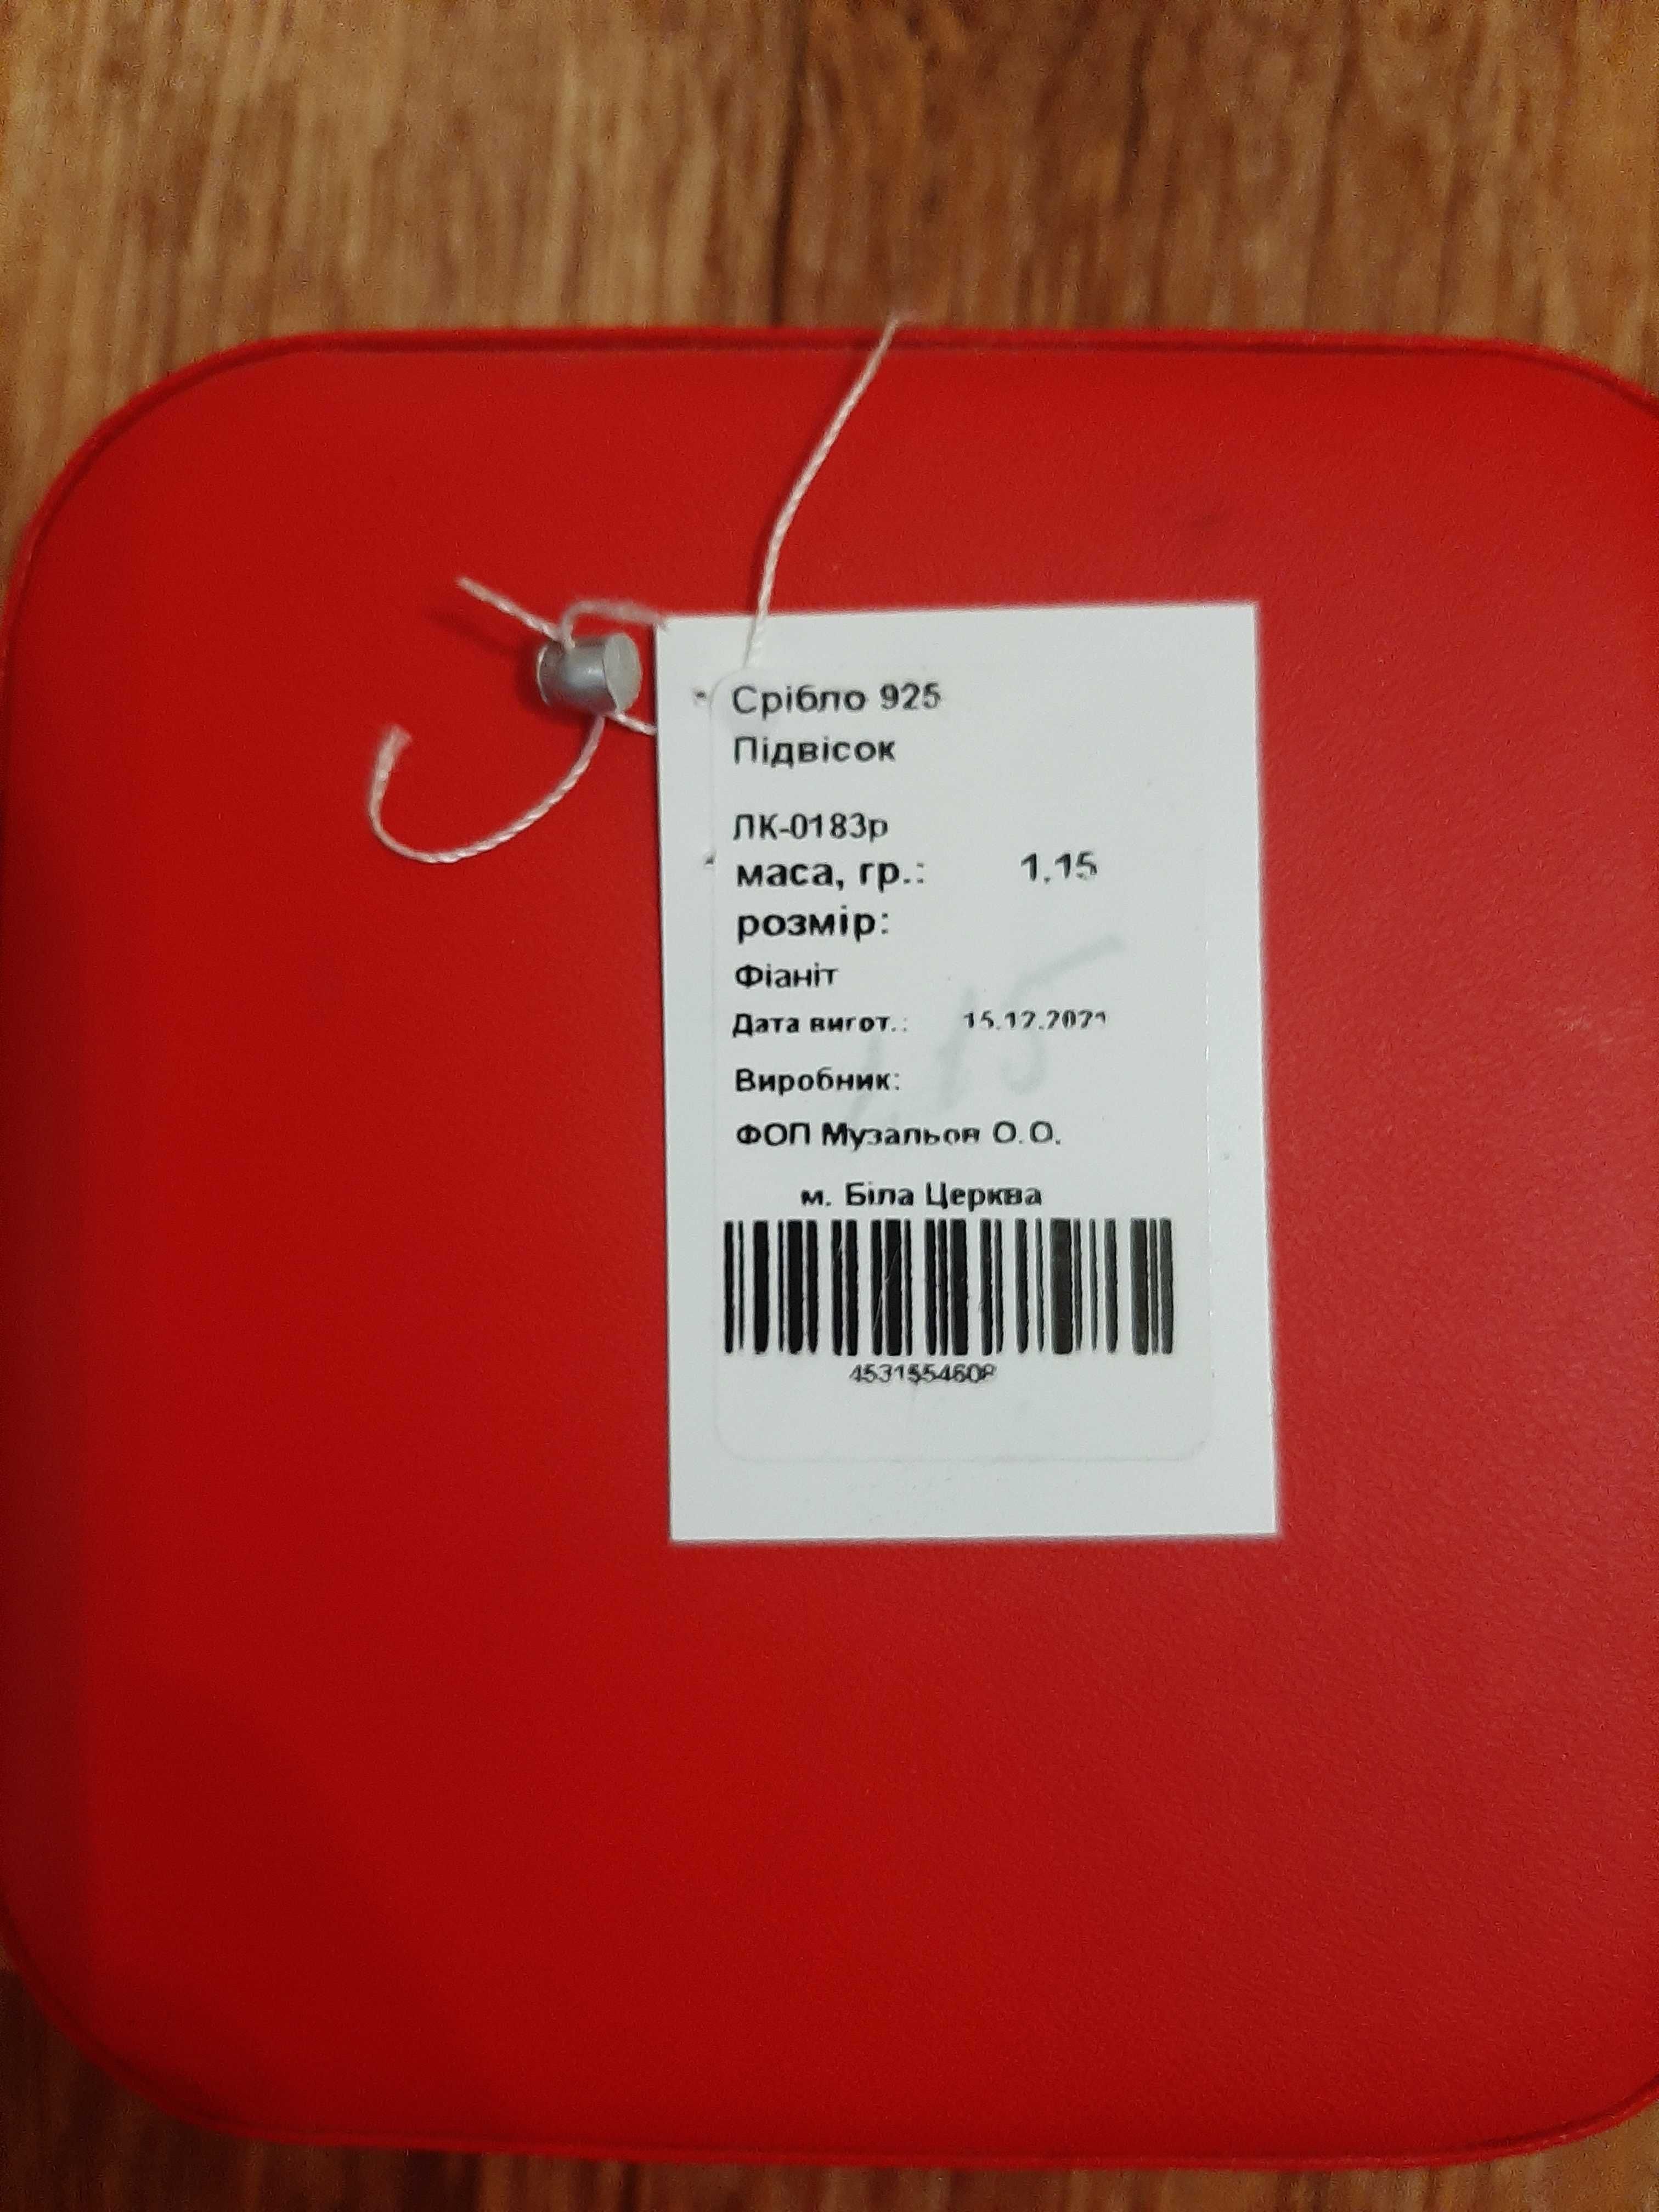 Срібло 925
Підвісок
ЛК-0183р
маса, гр.: 1.15
розмір:
Фіаніт
Дата вигот.: 15.12.2021
Виробник:
ФОП Музальов О.О.
м. Біла Церква
4531554608